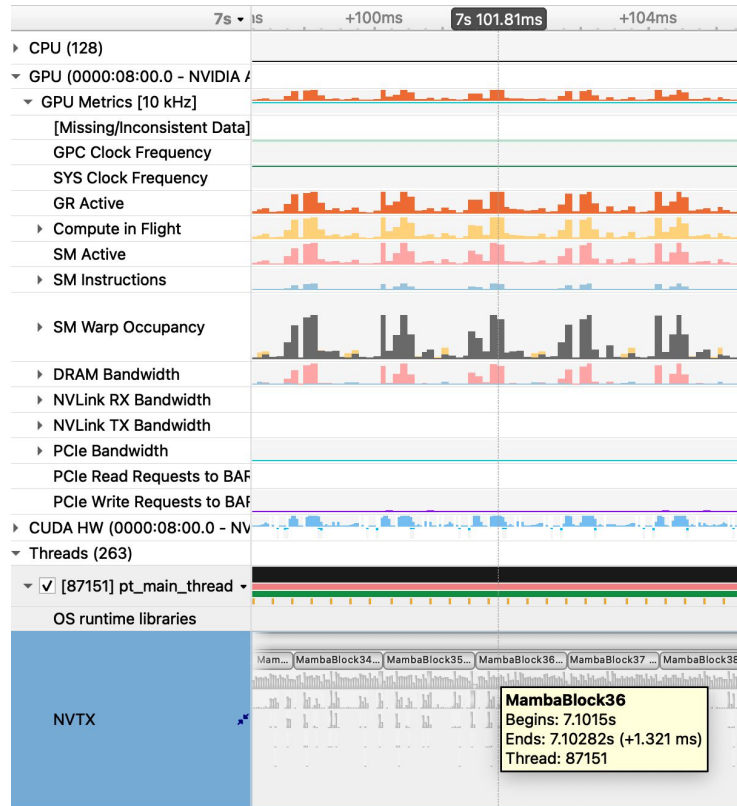 7s ▾ ms +100ms 7s 101.81ms +104ms
CPU (128)
GPU (0000:08:00.0 - NVIDIA A
GPU Metrics [10 kHz]
[Missing/Inconsistent Data]
GPC Clock Frequency
SYS Clock Frequency
GR Active
Compute in Flight
SM Active
SM Instructions
SM Warp Occupancy
DRAM Bandwidth
NVLink RX Bandwidth
NVLink TX Bandwidth
PCIe Bandwidth
PCIe Read Requests to BAR
PCIe Write Requests to BAR
CUDA HW (0000:08:00.0 - NV
Threads (263)
[87151] pt_main_thread
OS runtime libraries
Mam... MambaBlock34... MambaBlock35... MambaBlock36... MambaBlock37 ... MambaBlock38
NVTX
MambaBlock36
Begins: 7.1015s
Ends: 7.10282s (+1.321 ms)
Thread: 87151